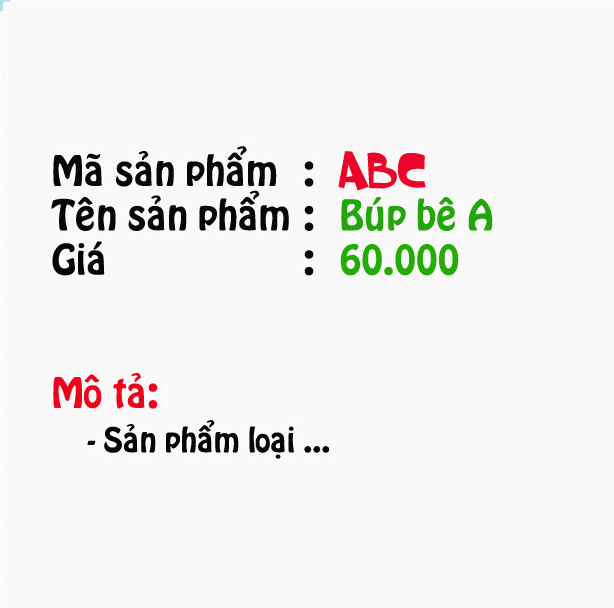 Mã sản phẩm : ABC
Tên sản phẩm : Búp bê A
Giá : 60.000
Mô tả:
- Sản phẩm loại ...